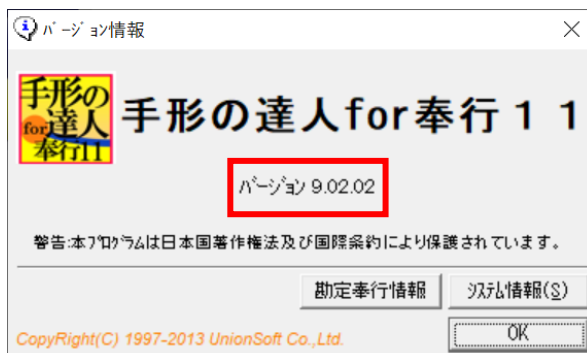 ﾊﾞｰｼﾞｮﾝ情報
手形の
for達人
奉行11
手形の達人for奉行１１
ﾊﾞｰｼﾞｮﾝ 9.02.02
警告:本ﾌﾟﾛｸﾞﾗﾑは日本国著作権法及び国際条約により保護されています。
勘定奉行情報
ｼｽﾃﾑ情報(S)
CopyRight(C) 1997-2013 UnionSoft Co.,Ltd.
OK